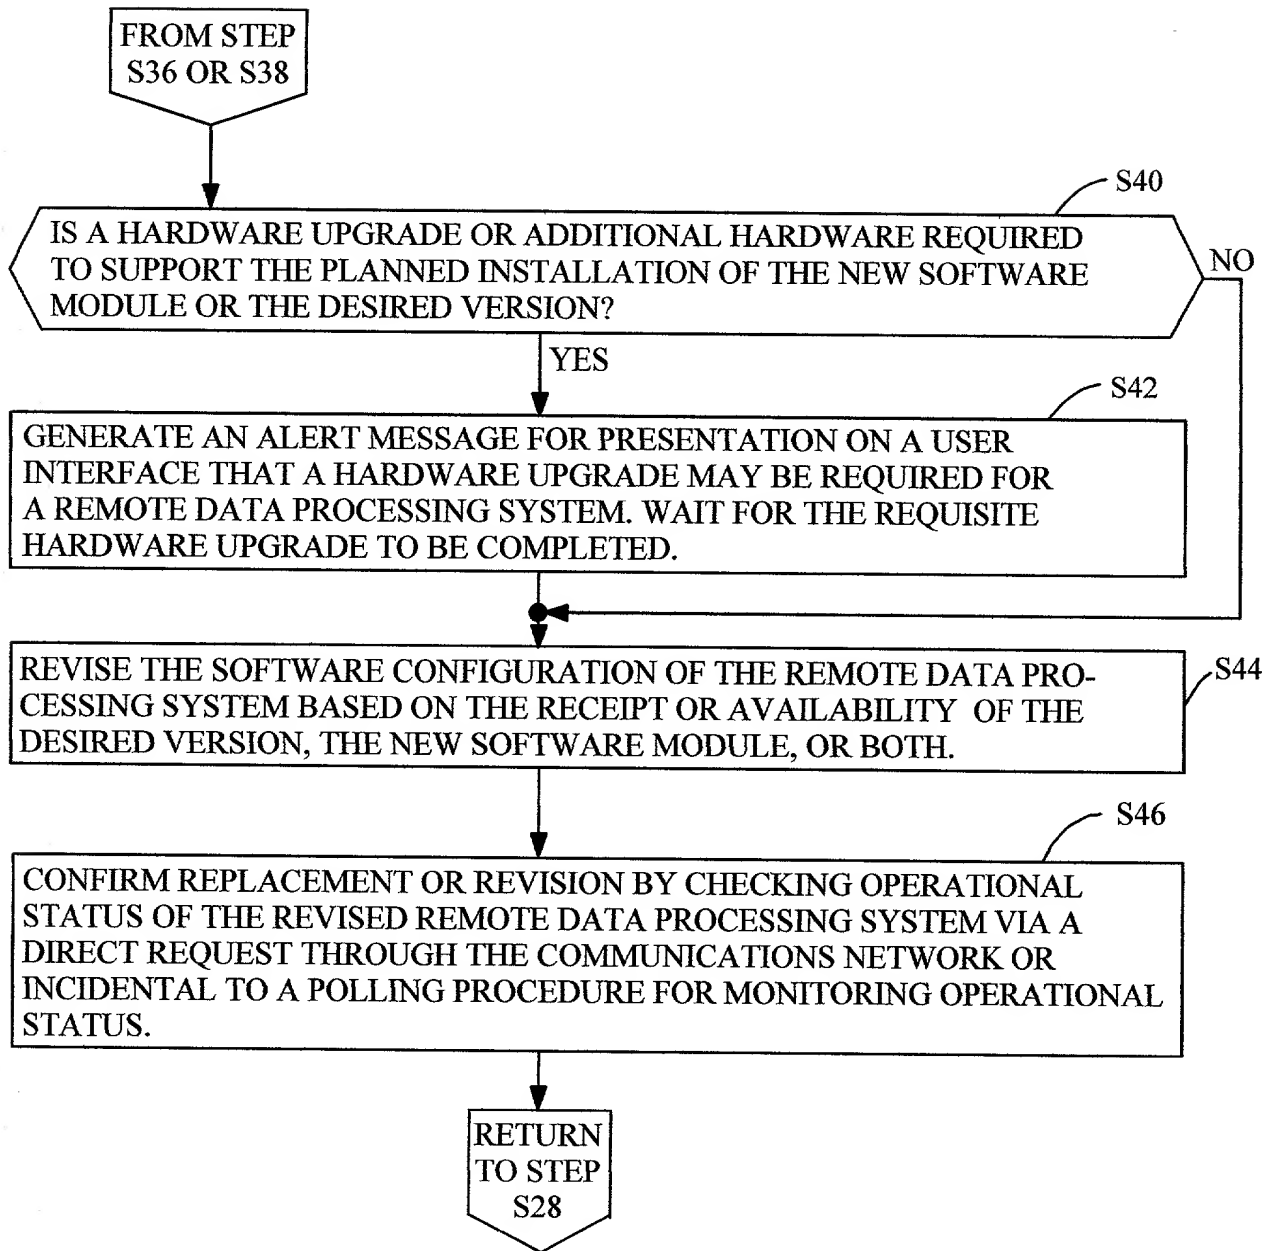 FROM STEP
S36 OR S38
S40
IS A HARDWARE UPGRADE OR ADDITIONAL HARDWARE REQUIRED
TO SUPPORT THE PLANNED INSTALLATION OF THE NEW SOFTWARE
MODULE OR THE DESIRED VERSION?
NO
YES
S42
GENERATE AN ALERT MESSAGE FOR PRESENTATION ON A USER
INTERFACE THAT A HARDWARE UPGRADE MAY BE REQUIRED FOR
A REMOTE DATA PROCESSING SYSTEM. WAIT FOR THE REQUISITE
HARDWARE UPGRADE TO BE COMPLETED.
REVISE THE SOFTWARE CONFIGURATION OF THE REMOTE DATA PRO-
CESSING SYSTEM BASED ON THE RECEIPT OR AVAILABILITY OF THE
DESIRED VERSION, THE NEW SOFTWARE MODULE, OR BOTH.
S44
S46
CONFIRM REPLACEMENT OR REVISION BY CHECKING OPERATIONAL
STATUS OF THE REVISED REMOTE DATA PROCESSING SYSTEM VIA A
DIRECT REQUEST THROUGH THE COMMUNICATIONS NETWORK OR
INCIDENTAL TO A POLLING PROCEDURE FOR MONITORING OPERATIONAL
STATUS.
RETURN
TO STEP
S28